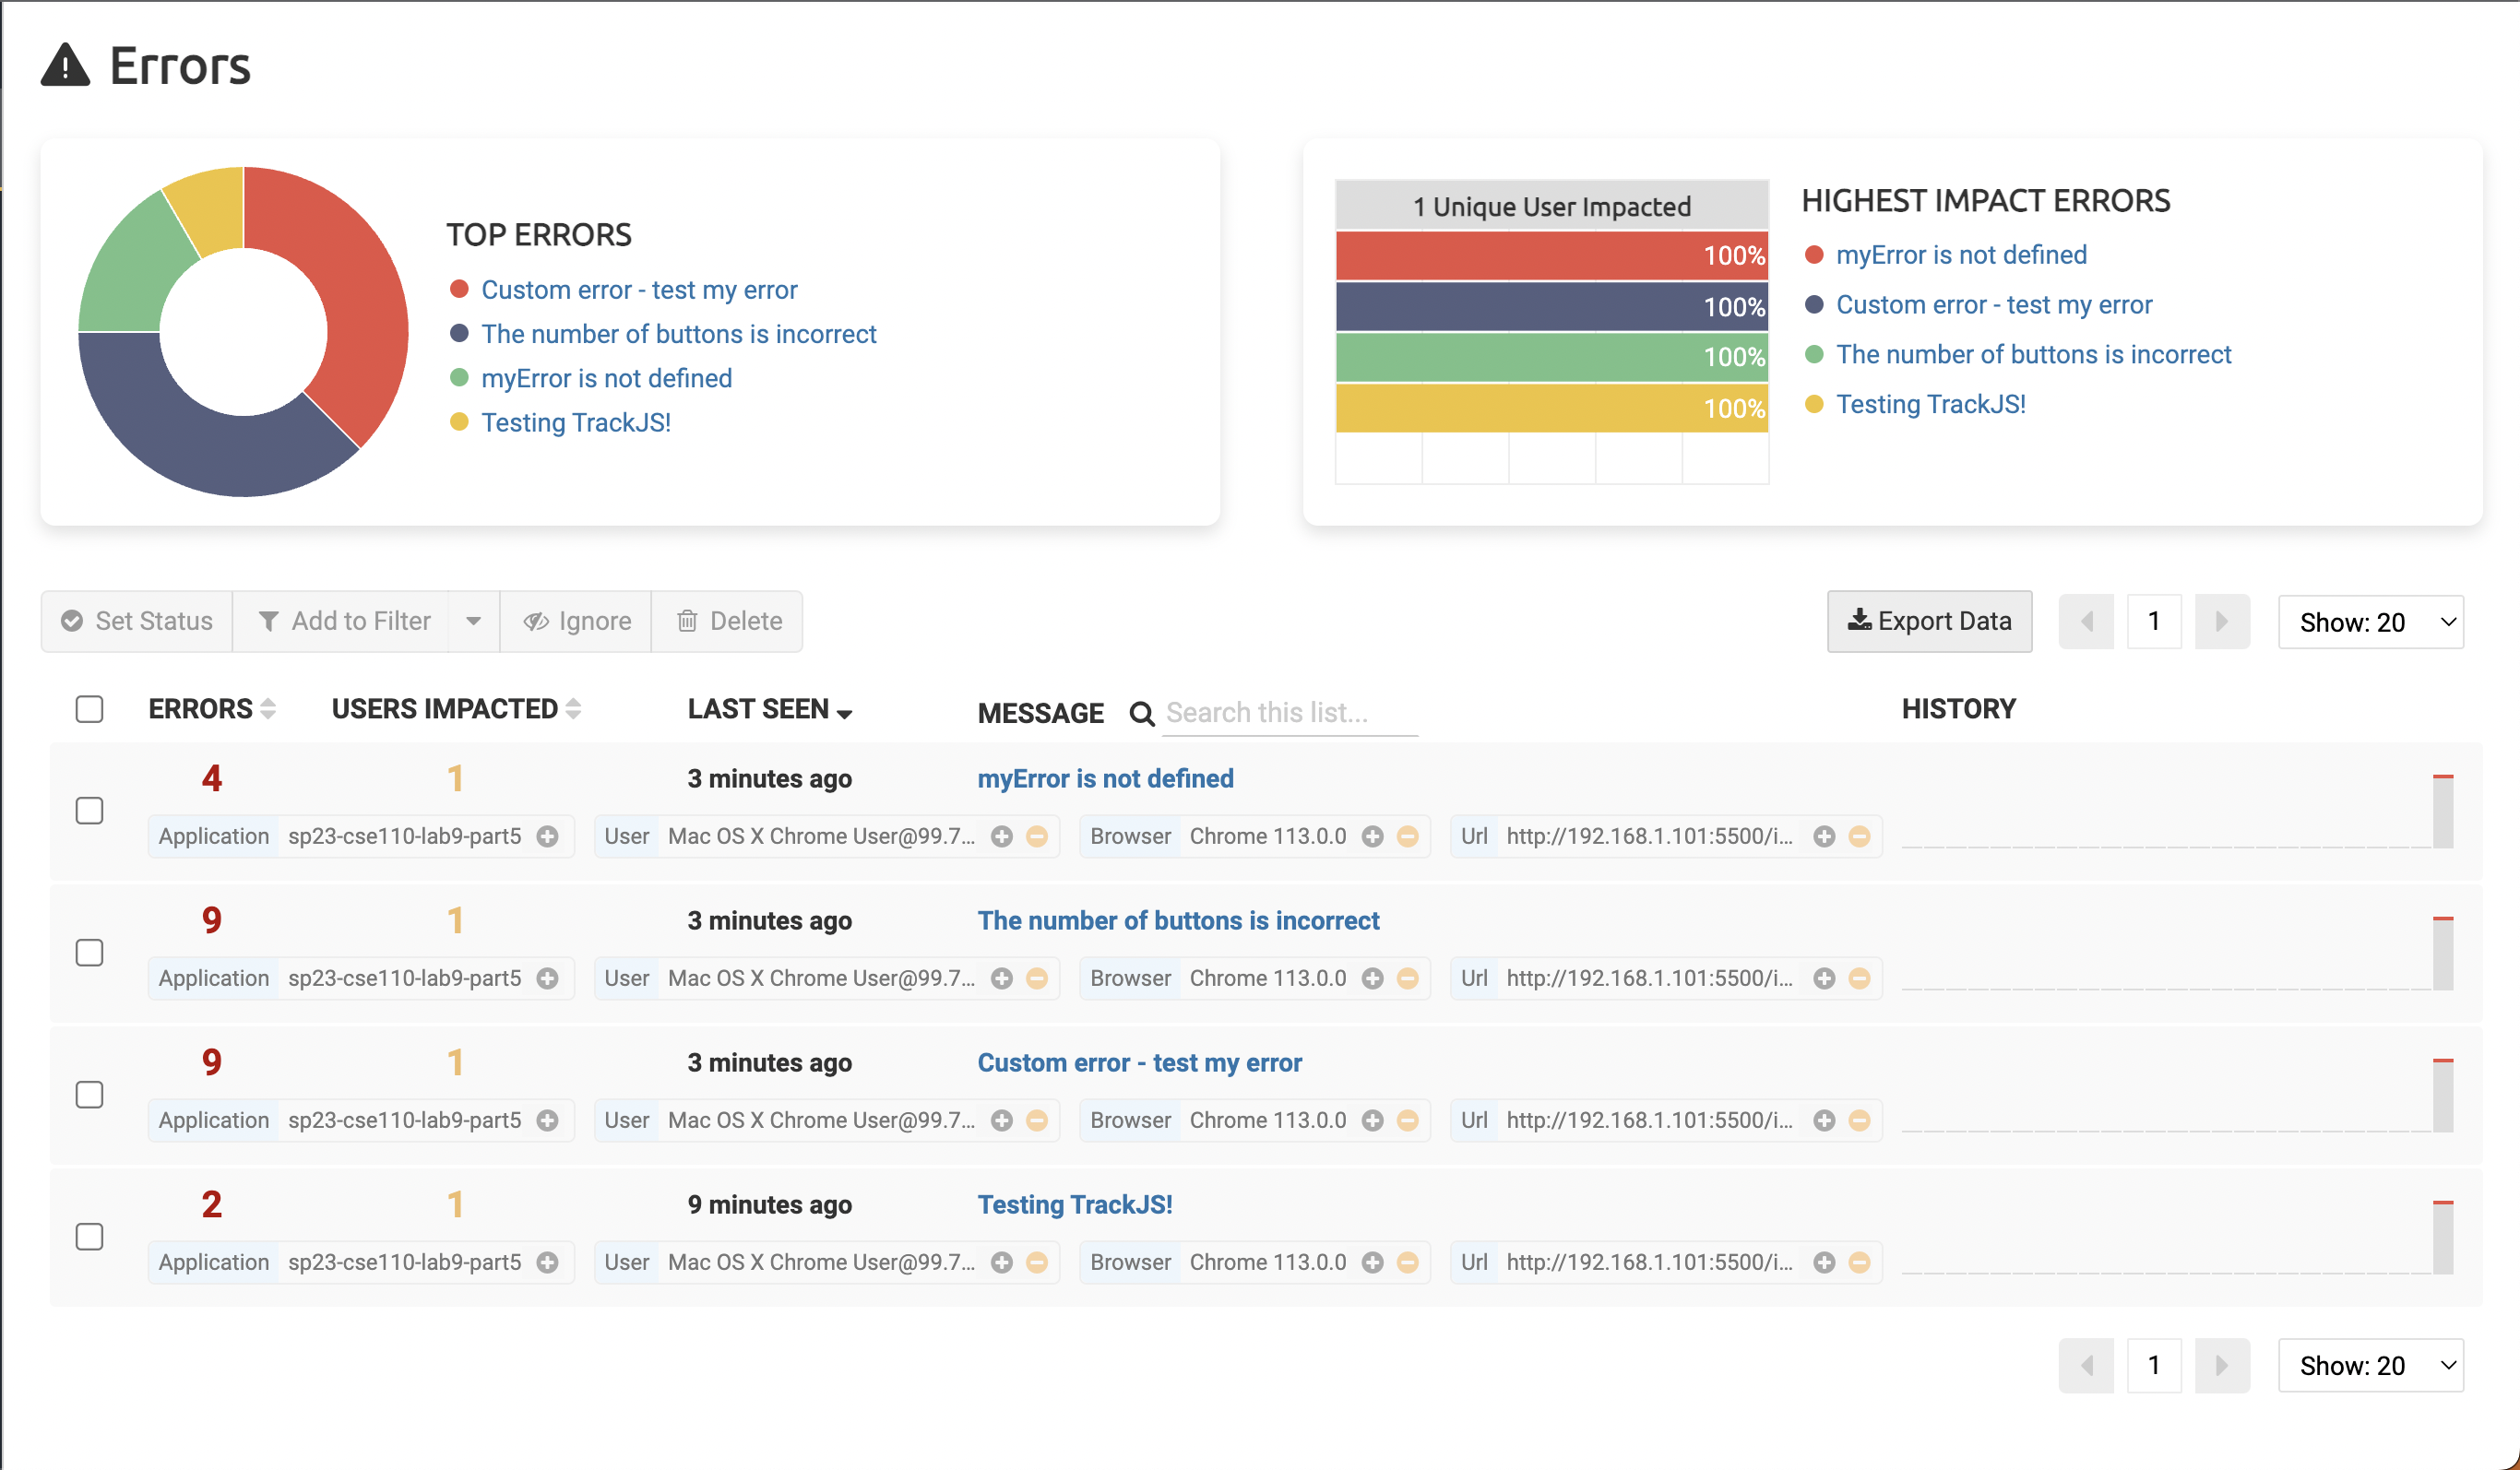 Errors
TOP ERRORS
Custom error - test my error
The number of buttons is incorrect
myError is not defined
Testing TrackJS!
1 Unique User Impacted
100%
100%
100%
100%
HIGHEST IMPACT ERRORS
myError is not defined
Custom error - test my error
The number of buttons is incorrect
Testing TrackJS!
Set Status Add to Filter Ignore Delete Export Data 1 Show: 20
ERRORS USERS IMPACTED LAST SEEN MESSAGE Search this list... HISTORY
4 1 3 minutes ago myError is not defined
Application sp23-cse110-lab9-part5 User Mac OS X Chrome User@99.7... Browser Chrome 113.0.0 Url http://192.168.1.101:5500/i...
9 1 3 minutes ago The number of buttons is incorrect
Application sp23-cse110-lab9-part5 User Mac OS X Chrome User@99.7... Browser Chrome 113.0.0 Url http://192.168.1.101:5500/i...
9 1 3 minutes ago Custom error - test my error
Application sp23-cse110-lab9-part5 User Mac OS X Chrome User@99.7... Browser Chrome 113.0.0 Url http://192.168.1.101:5500/i...
2 1 9 minutes ago Testing TrackJS!
Application sp23-cse110-lab9-part5 User Mac OS X Chrome User@99.7... Browser Chrome 113.0.0 Url http://192.168.1.101:5500/i...
1 Show: 20